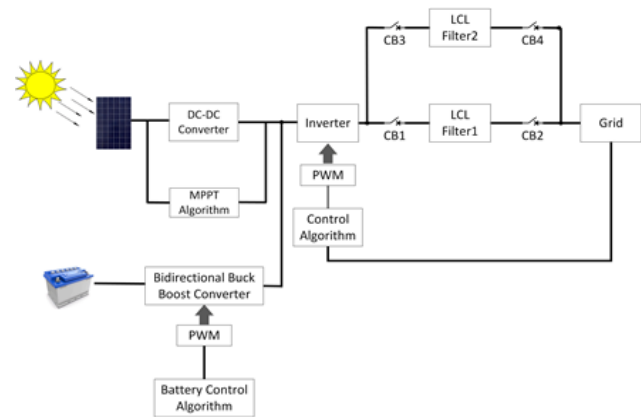 LCL
Filter2
CB3
CB4
DC-DC
Converter
Inverter
LCL
Filter1
Grid
CB1
CB2
MPPT
Algorithm
PWM
Control
Algorithm
Bidirectional Buck
Boost Converter
PWM
Battery Control
Algorithm